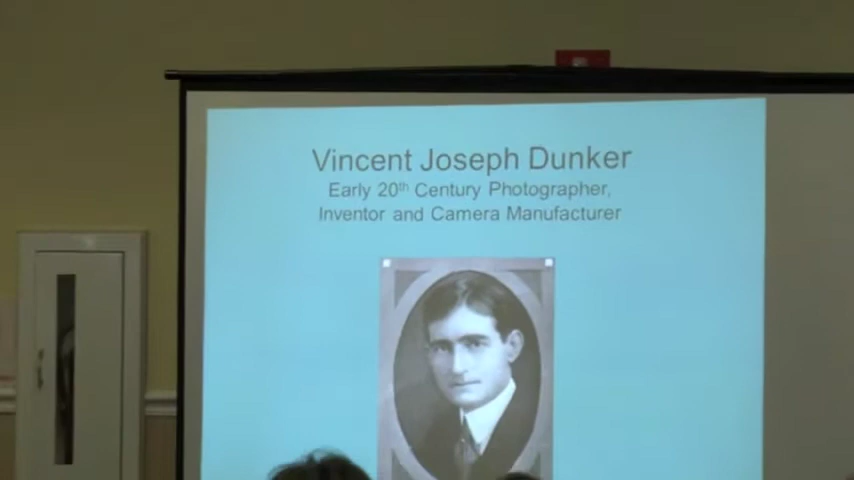 Vincent Joseph Dunker
Early 20th Century Photographer,
Inventor and Camera Manufacturer